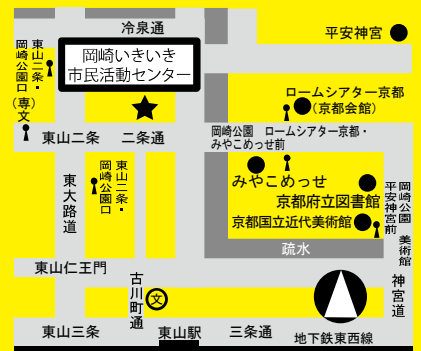 冷泉通
平安神宮
東山二条・
岡崎公園口
岡崎いきいき
市民活動センター
(専)
文
ロームシアター京都
(京都会館)
東山二条
二条通
岡崎公園 ロームシアター京都・
みやこめっせ前
東山二条・
岡崎公園口
東大路道
みやこめっせ
京都府立図書館
京都国立近代美術館
岡崎公園 美術館
平安神宮前
疏水
東山仁王門
古川町通
文
神宮道
東山三条
東山駅
三条通
地下鉄東西線